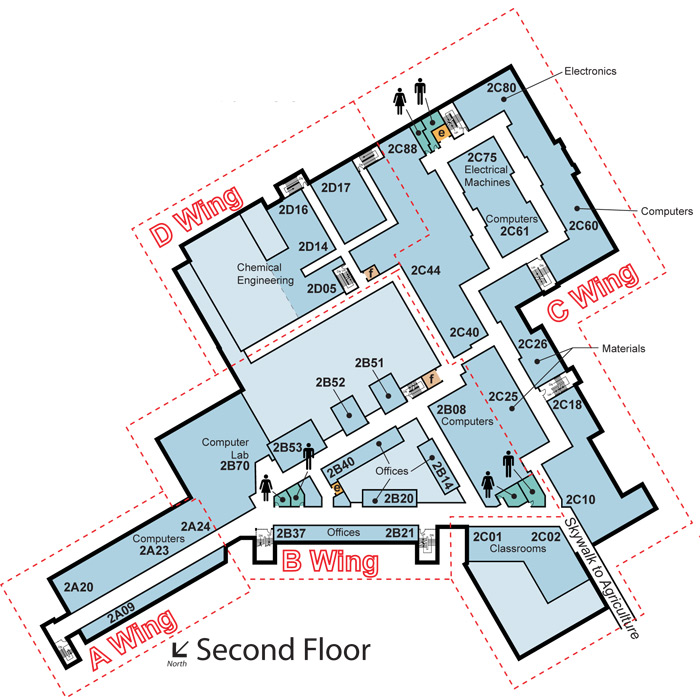 Electronics
2C80
e
2C88
2C75
Electrical
Machines
2D17
2D16
D Wing
Computers
Computers
2C61
2C60
2D14
Chemical
Engineering
2D05
f
2C44
C Wing
2C40
2C26
Materials
2B51
f
2B52
2C25
2C18
2B08
Computers
2B53
Computer
Lab
2B70
2B40
Offices
2B14
e
2B20
2C10
2A24
Computers
2A23
2B37
Offices
2B21
2C01
2C02
Classrooms
B Wing
Skywalk to Agriculture
2A20
2A09
A Wing
North
Second Floor